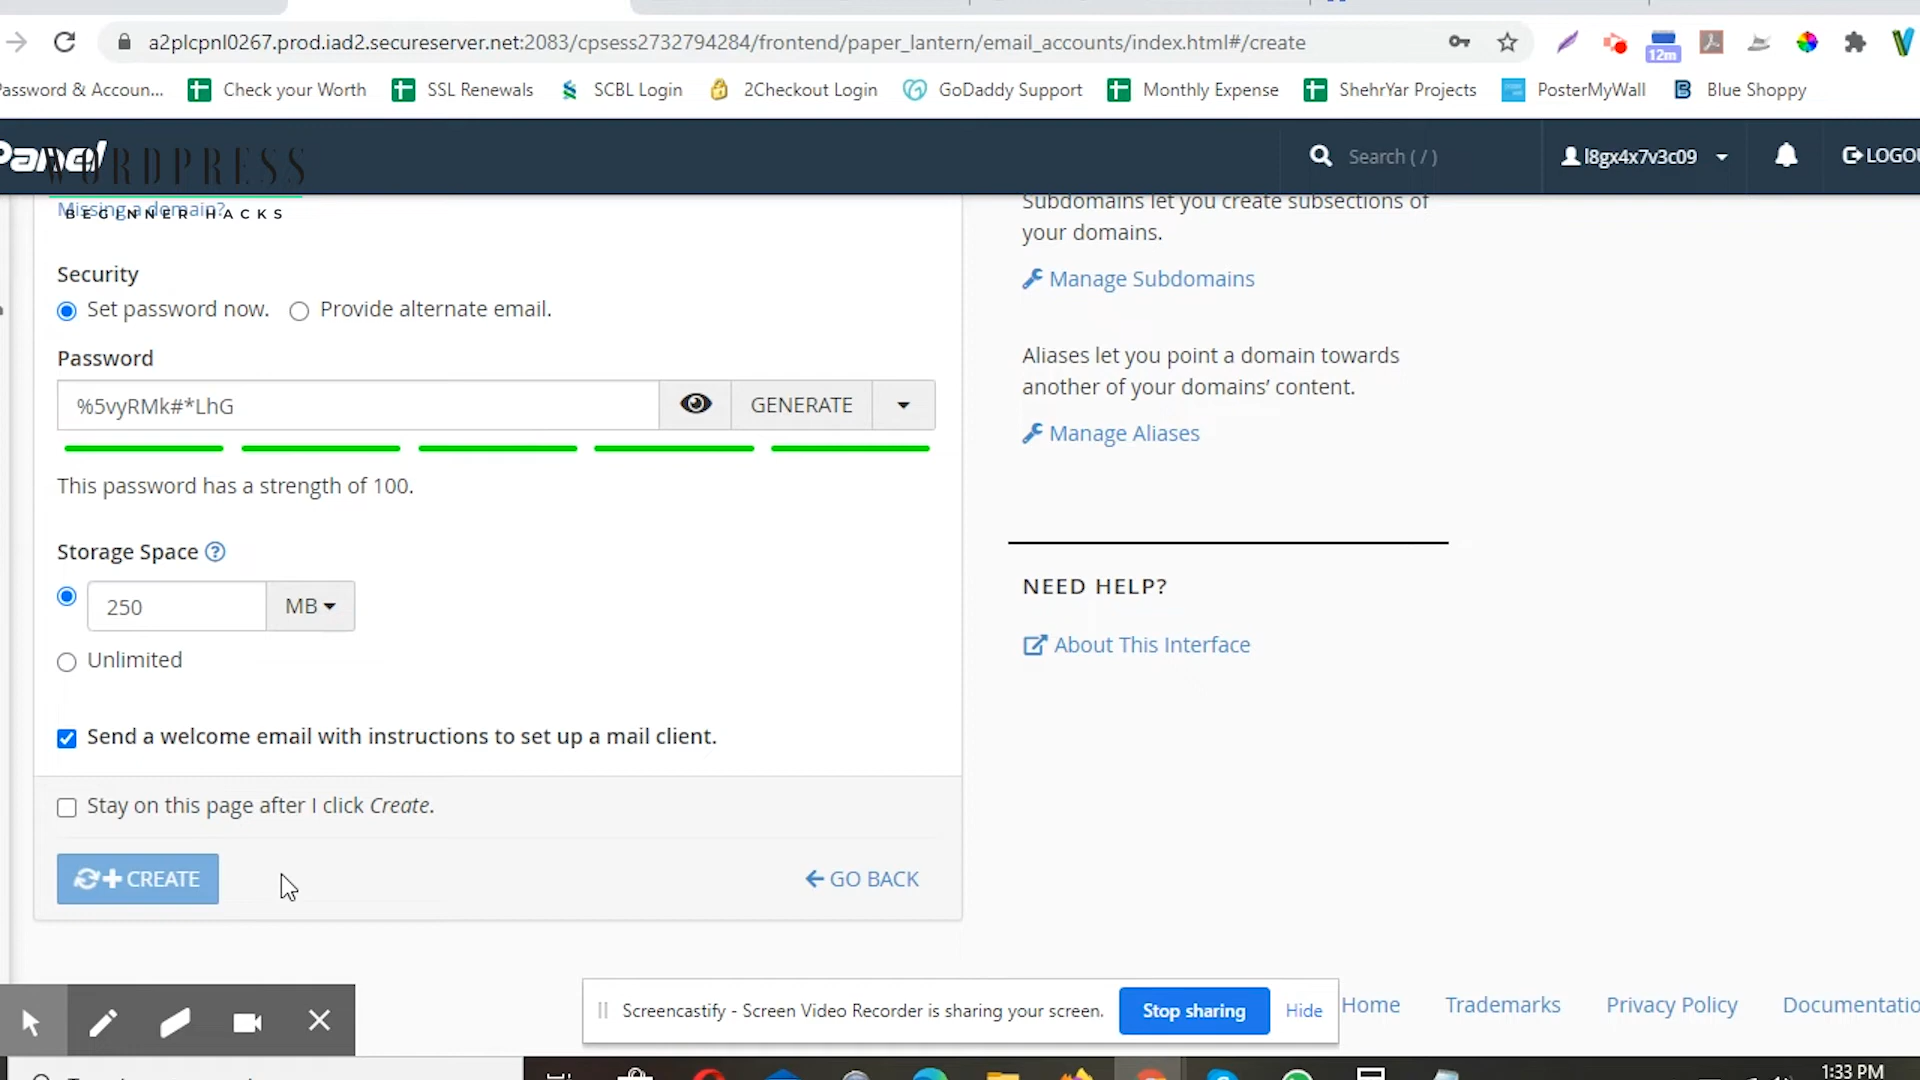 a2plcpnl0267.prod.iad2.secureserver.net:2083/cpsess2732794284/frontend/paper_lantern/email_accounts/index.html#/create
12m
assword & Accoun...
Check your Worth
SSL Renewals
SCBL Login
2Checkout Login
GoDaddy Support
Monthly Expense
ShehrYar Projects
PosterMyWall
Blue Shoppy
Panel
WORDPRESS
BEGINNER HACKS
Search ( / )
l8gx4x7v3c09
LOGOU
Missing a domain?
Security
Set password now.
Provide alternate email.
Password
%5vyRMk#*LhG
GENERATE
This password has a strength of 100.
Storage Space
250
MB
Unlimited
Send a welcome email with instructions to set up a mail client.
Stay on this page after I click Create.
CREATE
GO BACK
Subdomains let you create subsections of
your domains.
Manage Subdomains
Aliases let you point a domain towards
another of your domains’ content.
Manage Aliases
NEED HELP?
About This Interface
Screencastify - Screen Video Recorder is sharing your screen.
Stop sharing
Hide
Home
Trademarks
Privacy Policy
Documentatio
1:33 PM